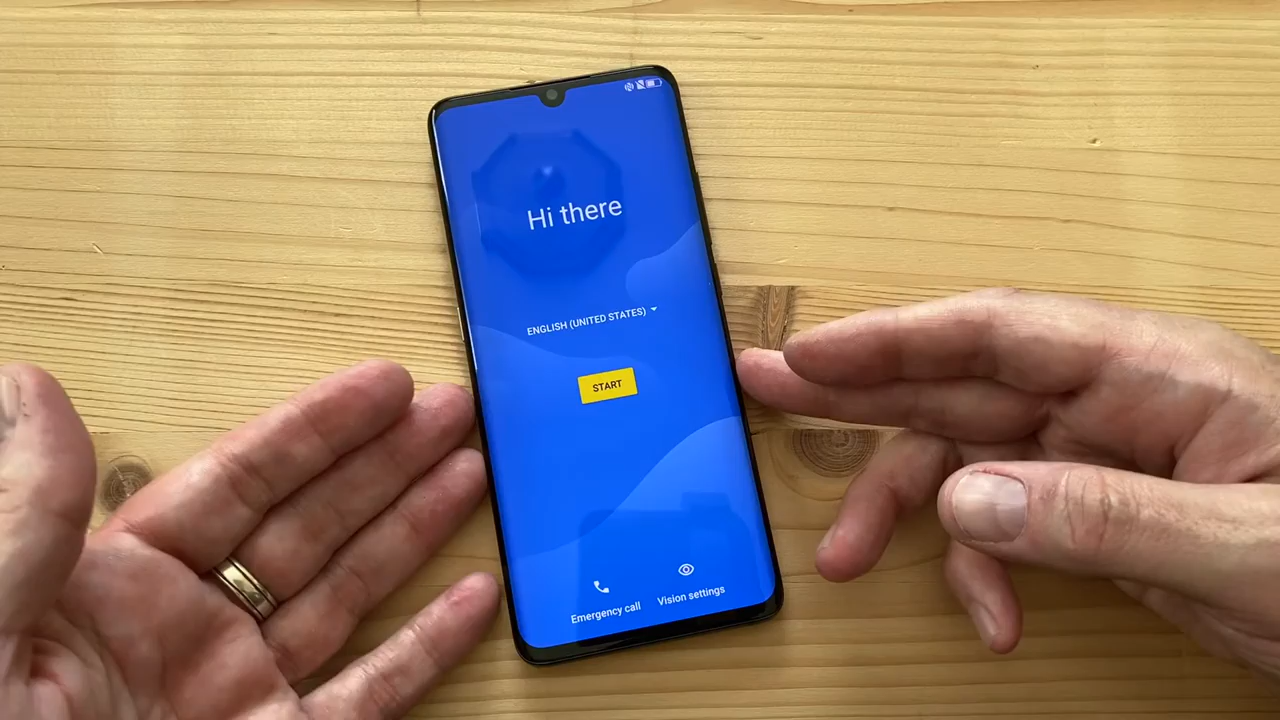 Hi there
ENGLISH (UNITED STATES)
START
Emergency call
Vision settings